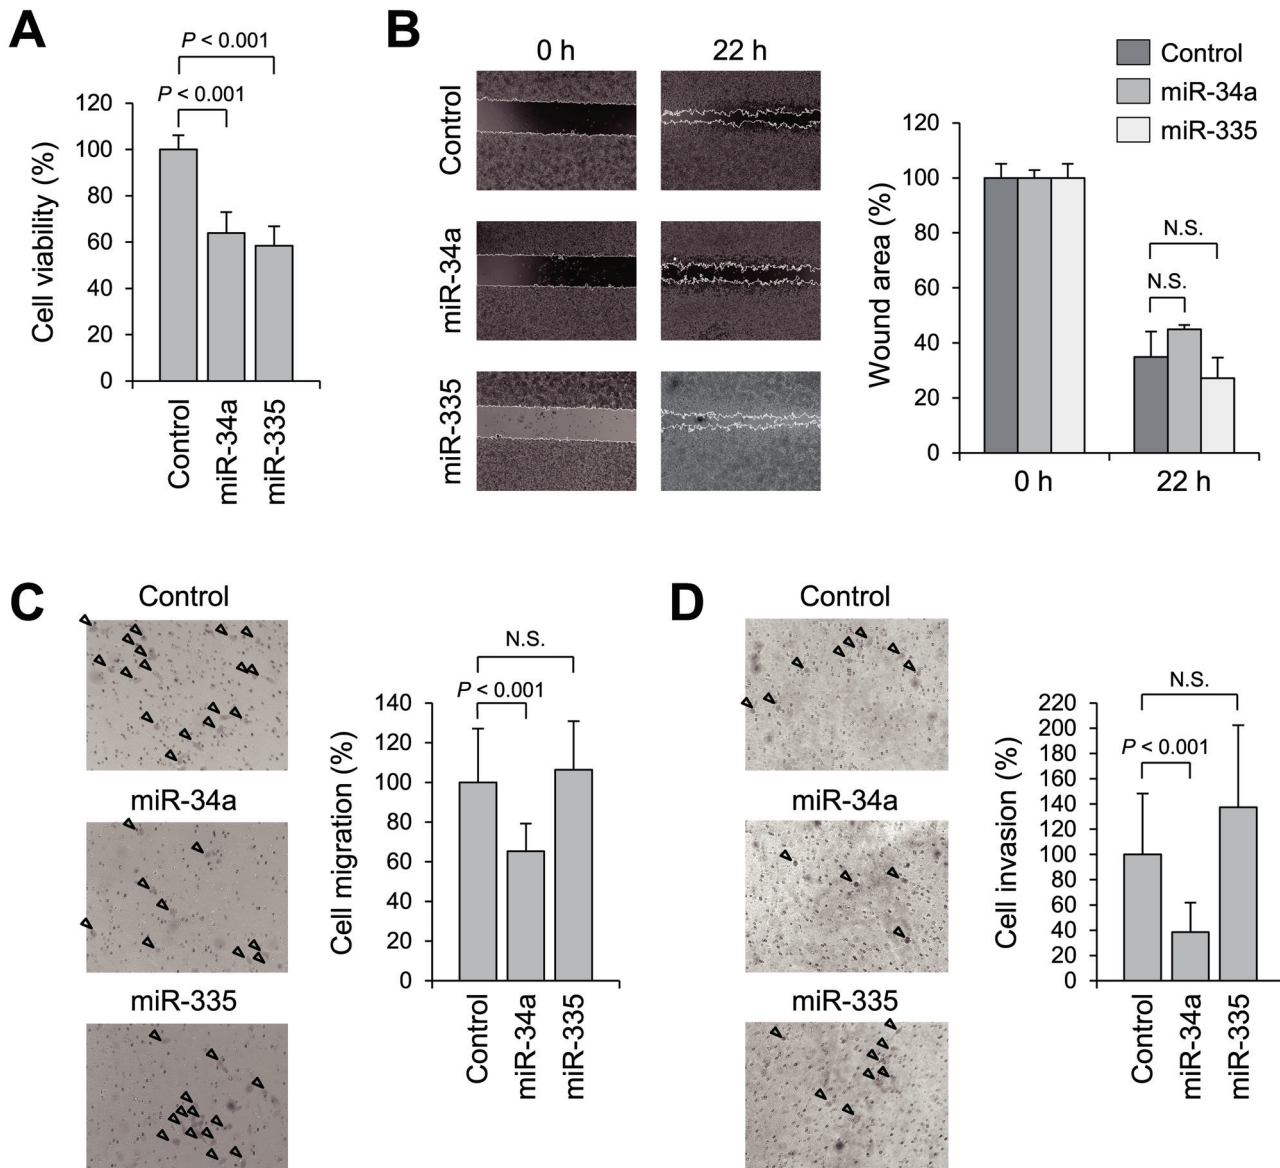 A
P < 0.001
P < 0.001
120
100
80
60
40
20
0
Cell viability (%)
Control
miR-34a
miR-335
B
0 h
22 h
Control
miR-34a
miR-335
Control
miR-34a
miR-335
120
100
80
60
40
20
0
Wound area (%)
N.S.
N.S.
0 h
22 h
C
Control
miR-34a
miR-335
N.S.
P < 0.001
140
120
100
80
60
40
20
0
Cell migration (%)
Control
miR-34a
miR-335
D
Control
miR-34a
miR-335
N.S.
P < 0.001
220
200
180
160
140
120
100
80
60
40
20
0
Cell invasion (%)
Control
miR-34a
miR-335